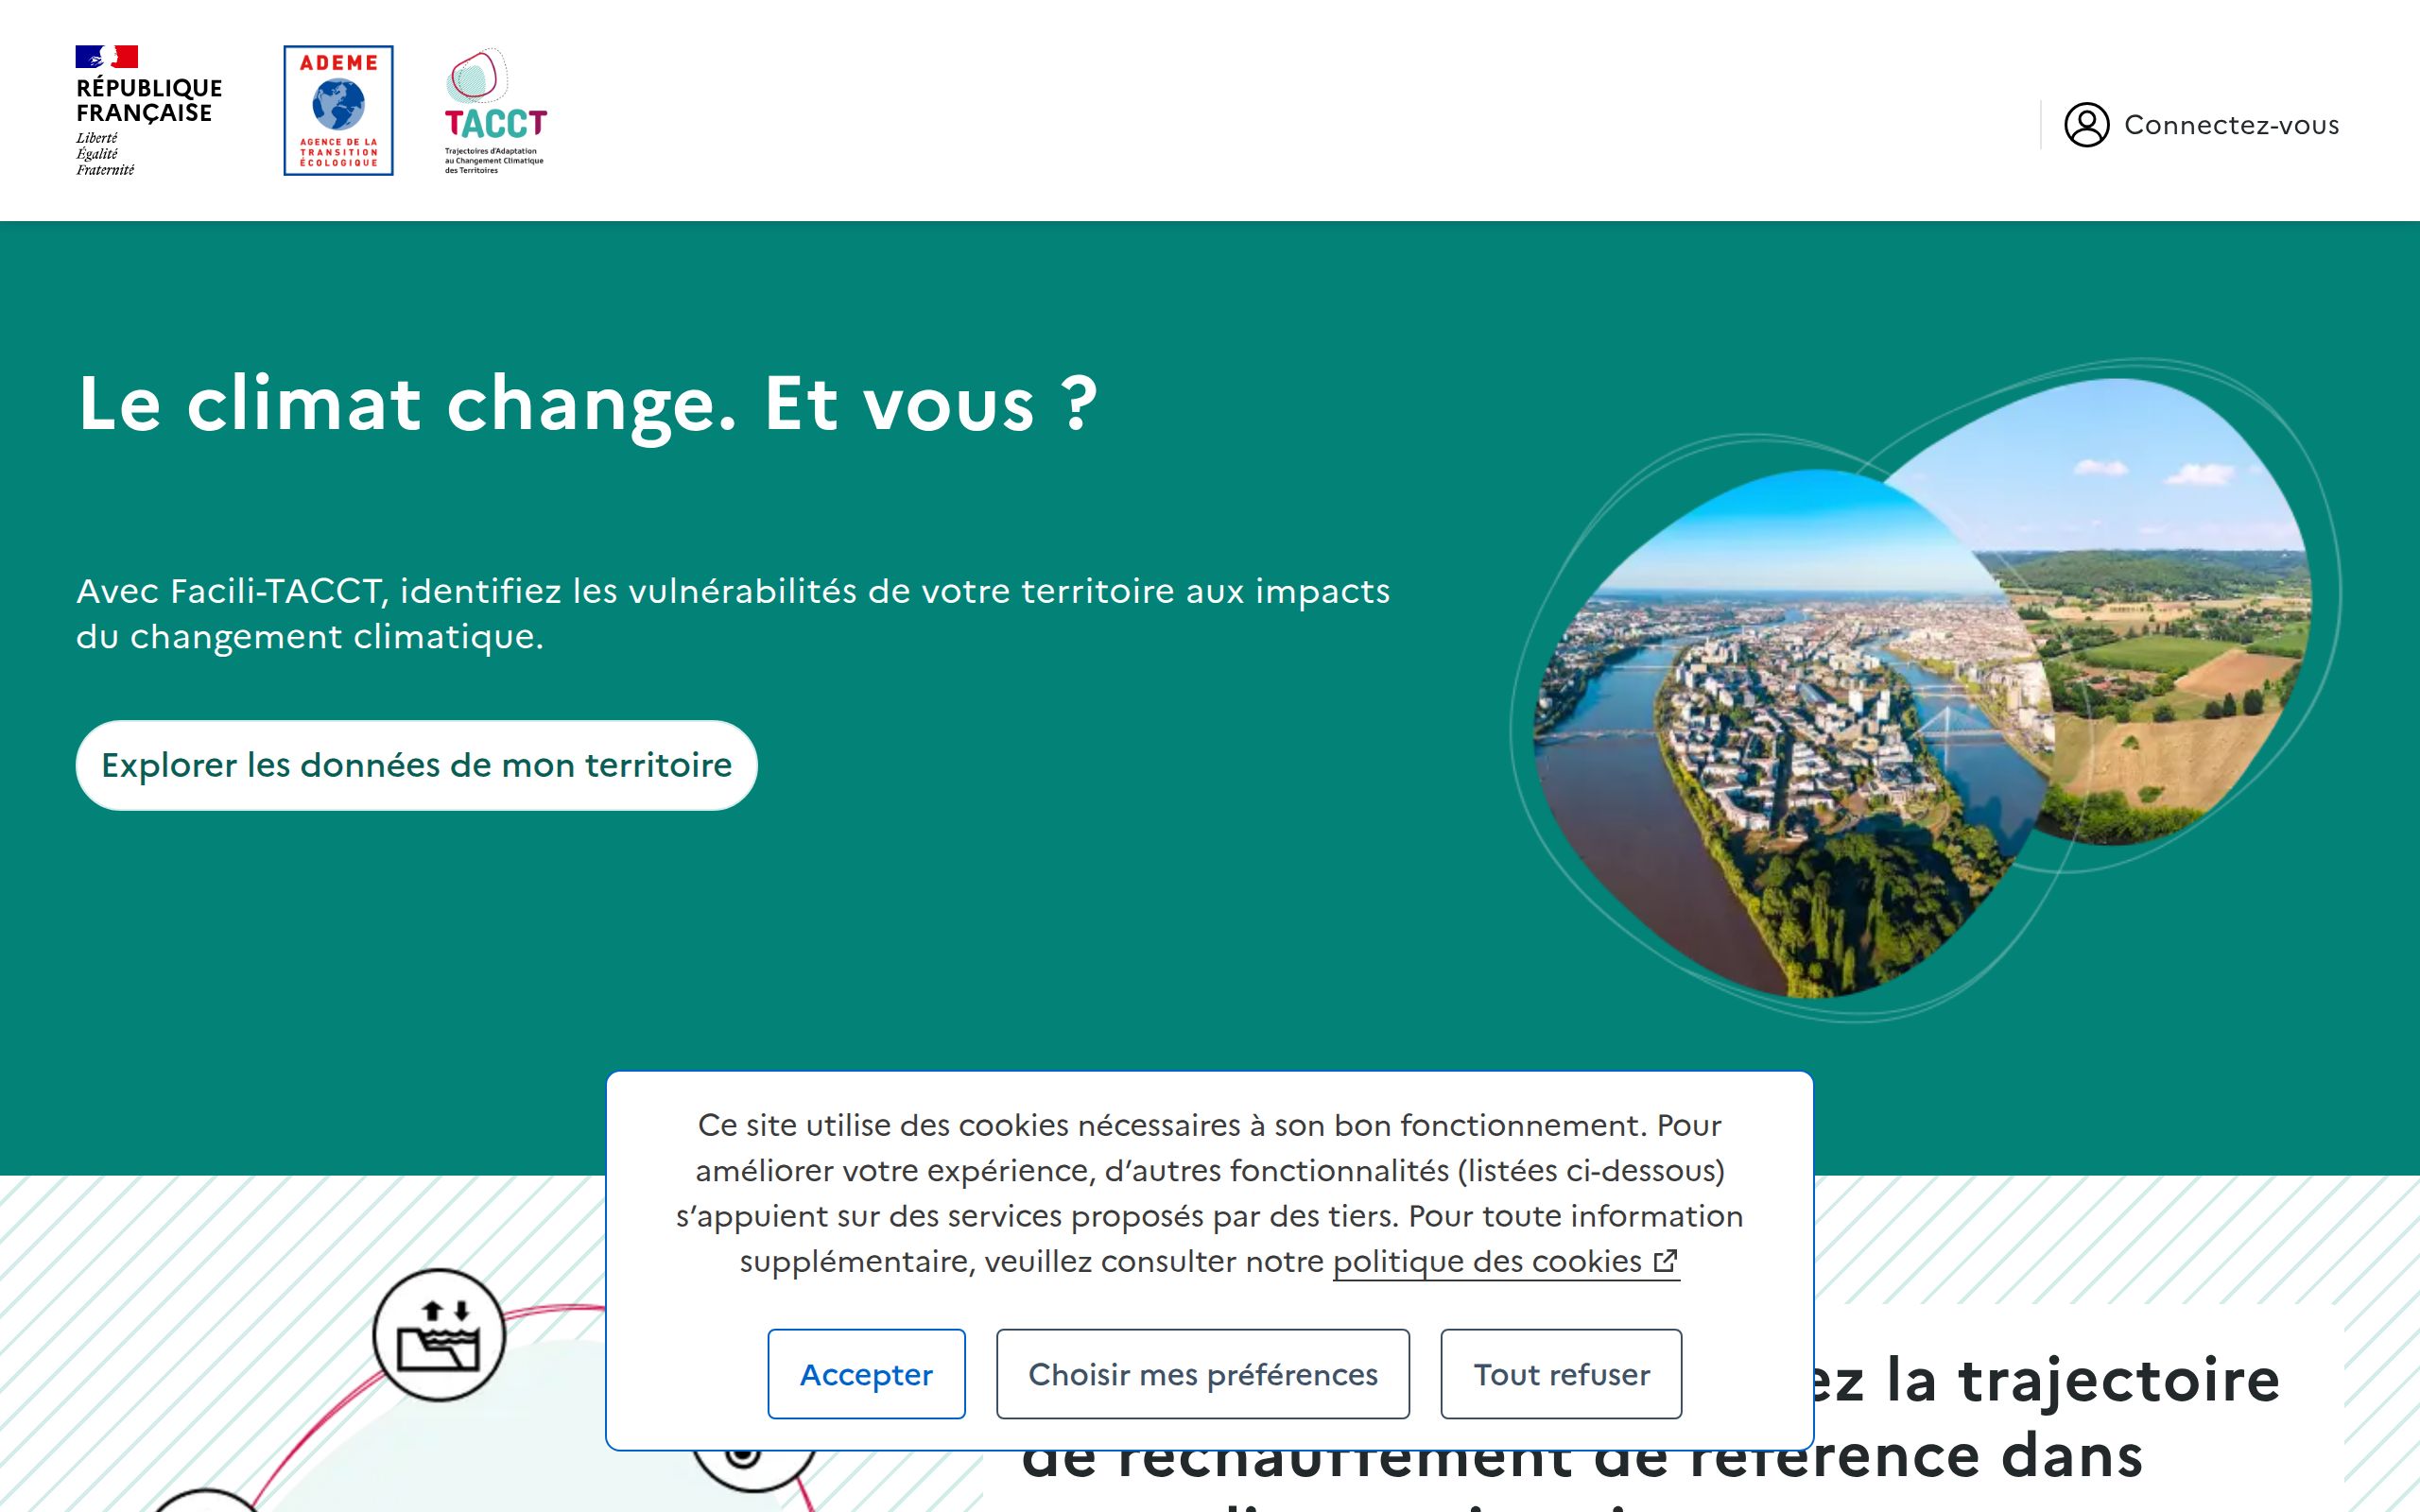 RÉPUBLIQUE
FRANÇAISE
Liberté
Égalité
Fraternité
ADEME
AGENCE DE LA
TRANSITION
ÉCOLOGIQUE
TACCT
Trajectoires d'Adaptation
au Changement Climatique
des Territoires
Connectez-vous
Le climat change. Et vous ?
Avec Facili-TACCT, identifiez les vulnérabilités de votre territoire aux impacts
du changement climatique.
Explorer les données de mon territoire
Ce site utilise des cookies nécessaires à son bon fonctionnement. Pour
améliorer votre expérience, d’autres fonctionnalités (listées ci-dessous)
s’appuient sur des services proposés par des tiers. Pour toute information
supplémentaire, veuillez consulter notre politique des cookies
Accepter
Choisir mes préférences
Tout refuser
la trajectoire
de réchauffement de référence dans